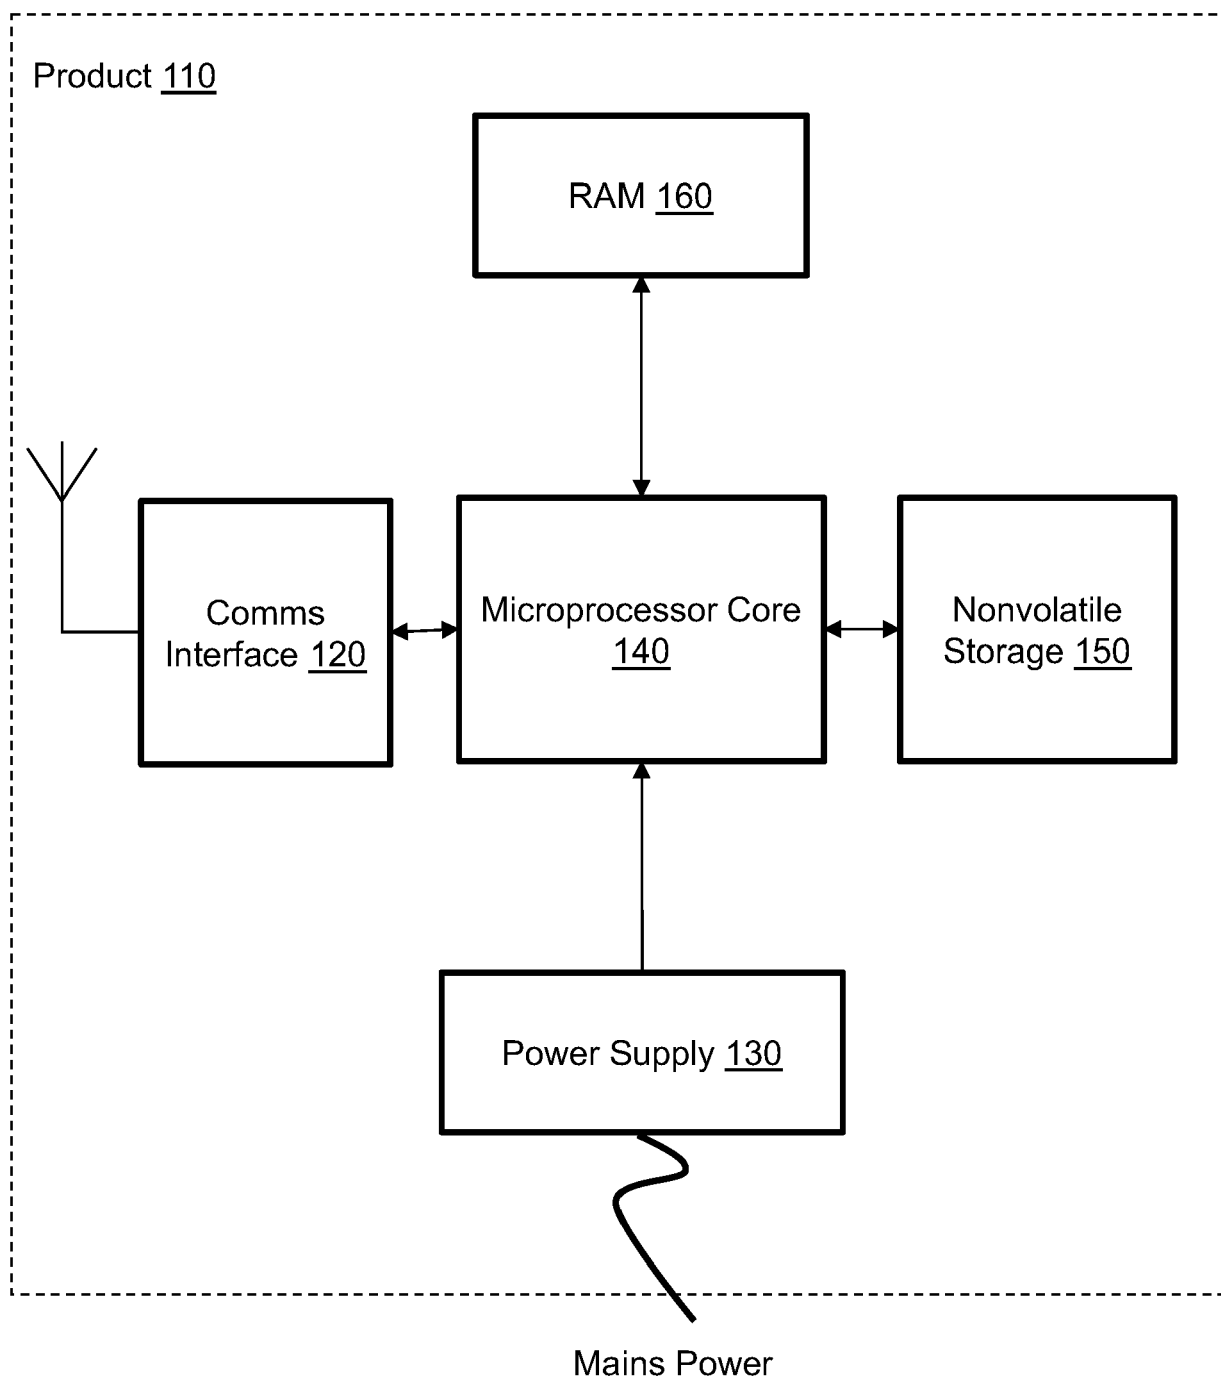 Product 110
RAM 160
Comms
Interface 120
Microprocessor Core
140
Nonvolatile
Storage 150
Power Supply 130
Mains Power